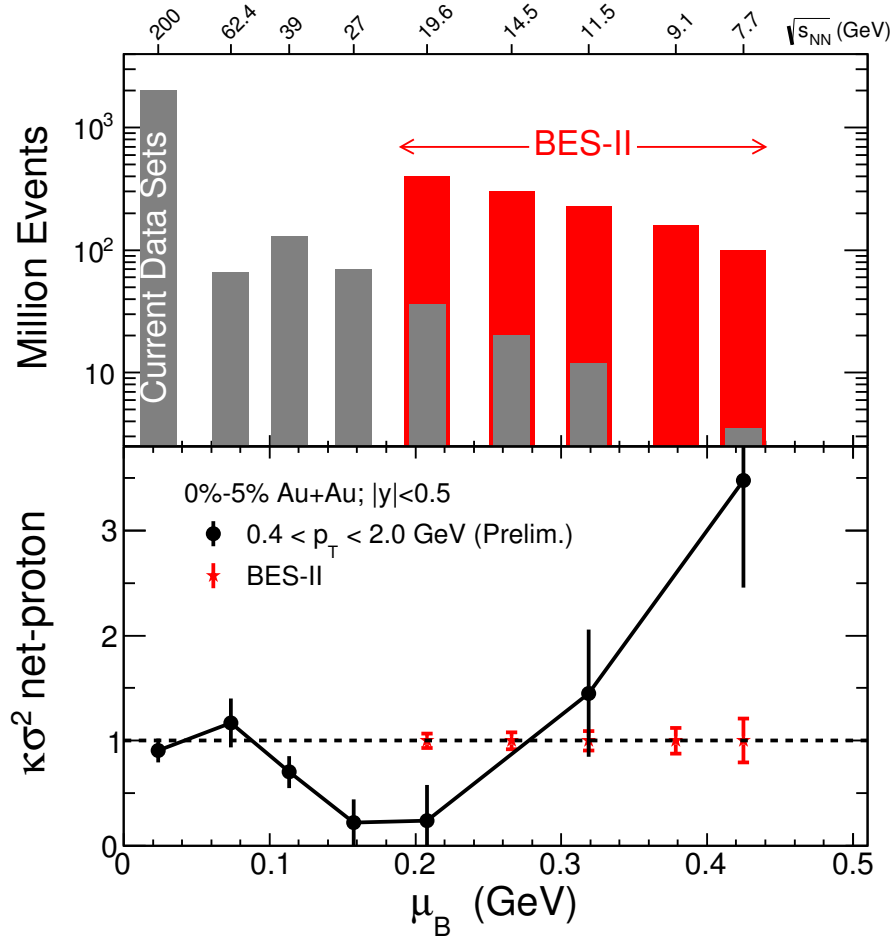 200 62.4 39 27 19.6 14.5 11.5 9.1 7.7 √s_NN (GeV)
Million Events
10³
10²
10
Current Data Sets
BES-II
0%-5% Au+Au; |y|<0.5
0.4 < p_T < 2.0 GeV (Prelim.)
BES-II
κσ² net-proton
3
2
1
0
0 0.1 0.2 0.3 0.4 0.5
μ_B (GeV)